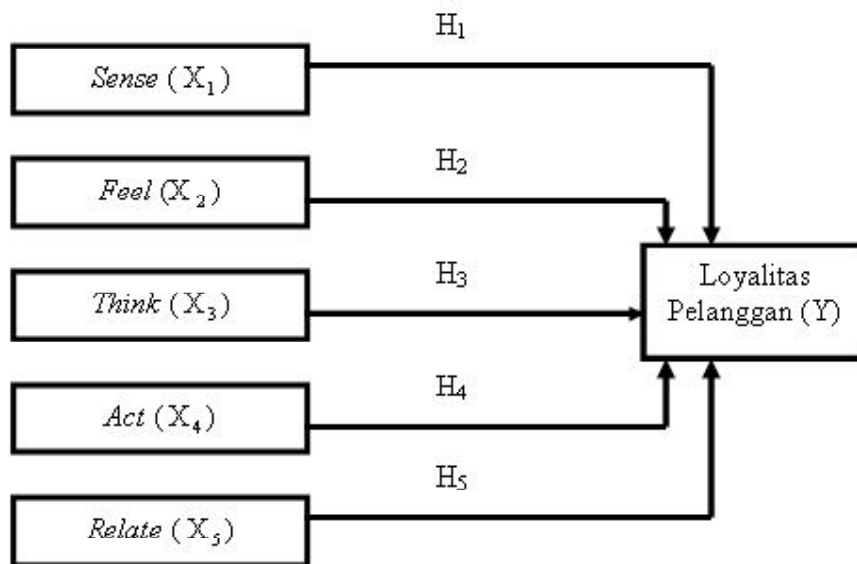 H₁
Sense (X₁)
H₂
Feel (X₂)
H₃
Think (X₃)
Loyalitas
Pelanggan (Y)
H₄
Act (X₄)
H₅
Relate (X₅)